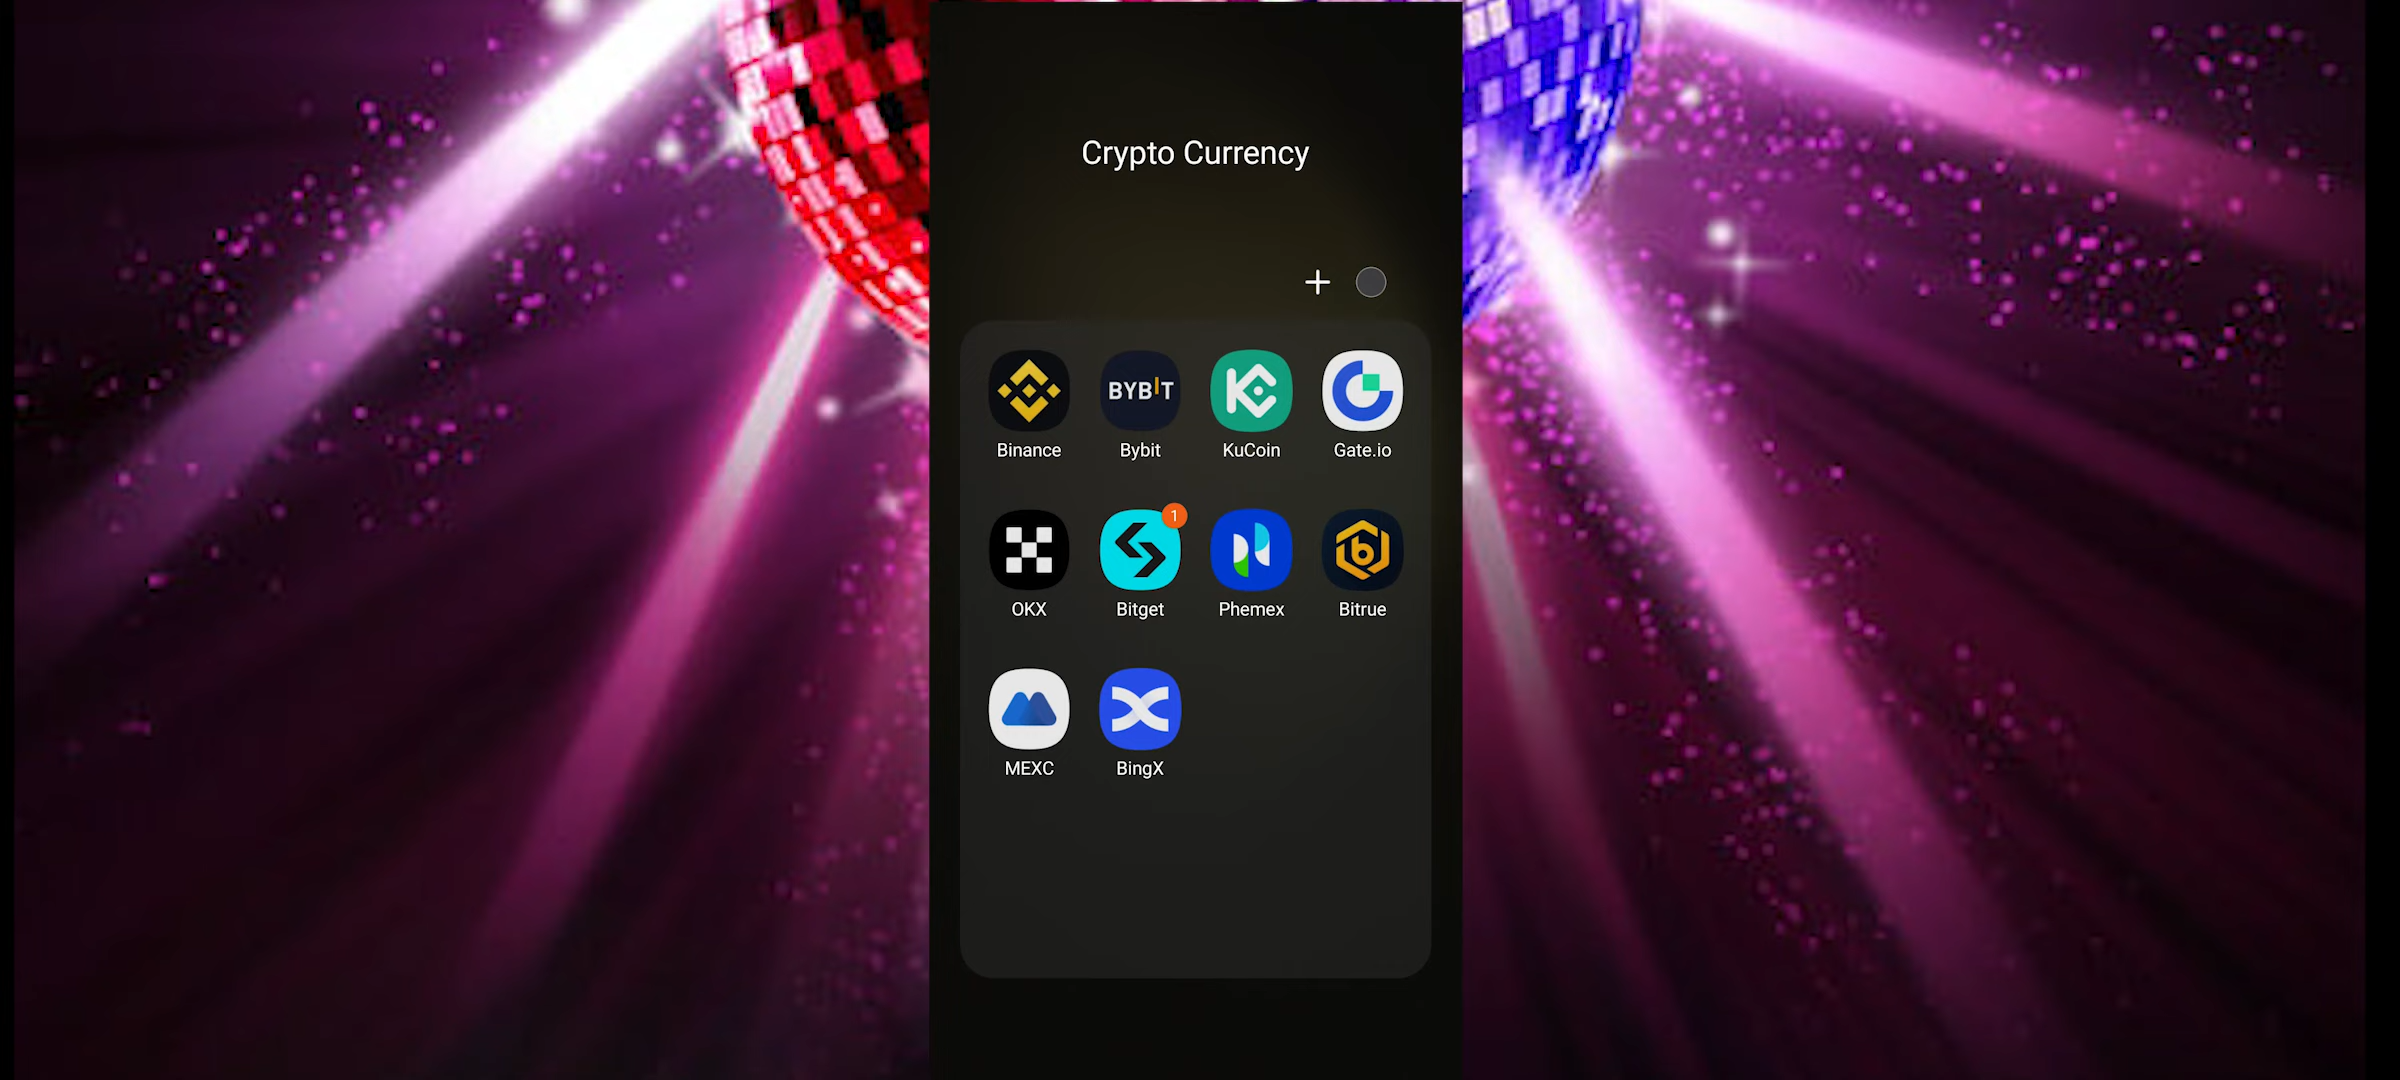 Crypto Currency
BYBIT
Binance Bybit KuCoin Gate.io
1
OKX Bitget Phemex Bitrue
MEXC BingX